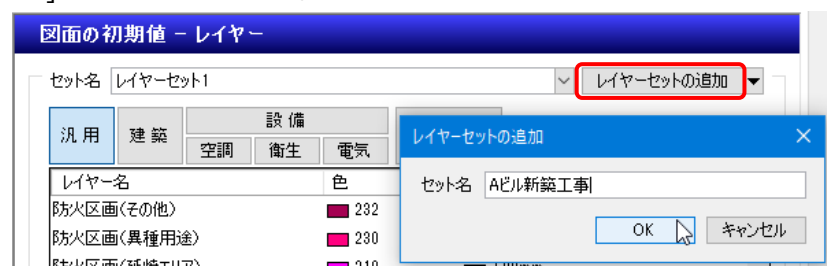 図面の初期値 - レイヤー
セット名 レイヤーセット1 レイヤーセットの追加
汎用 建築 設備
空調 衛生 電気
レイヤー名 色
防火区画(その他) 232
防火区画(異種用途) 230
レイヤーセットの追加
セット名 Aビル新築工事
OK キャンセル